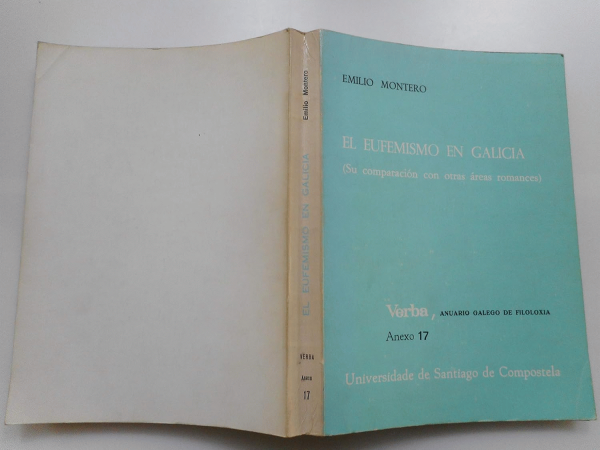 EMILIO MONTERO
EL EUFEMISMO EN GALICIA
(Su comparación con otras áreas romances)
Verba, ANUARIO GALEGO DE FILOLOXIA
Anexo 17
Universidade de Santiago de Compostela
Emilio Montero
EL EUFEMISMO EN GALICIA
VERBA
Anexo
17